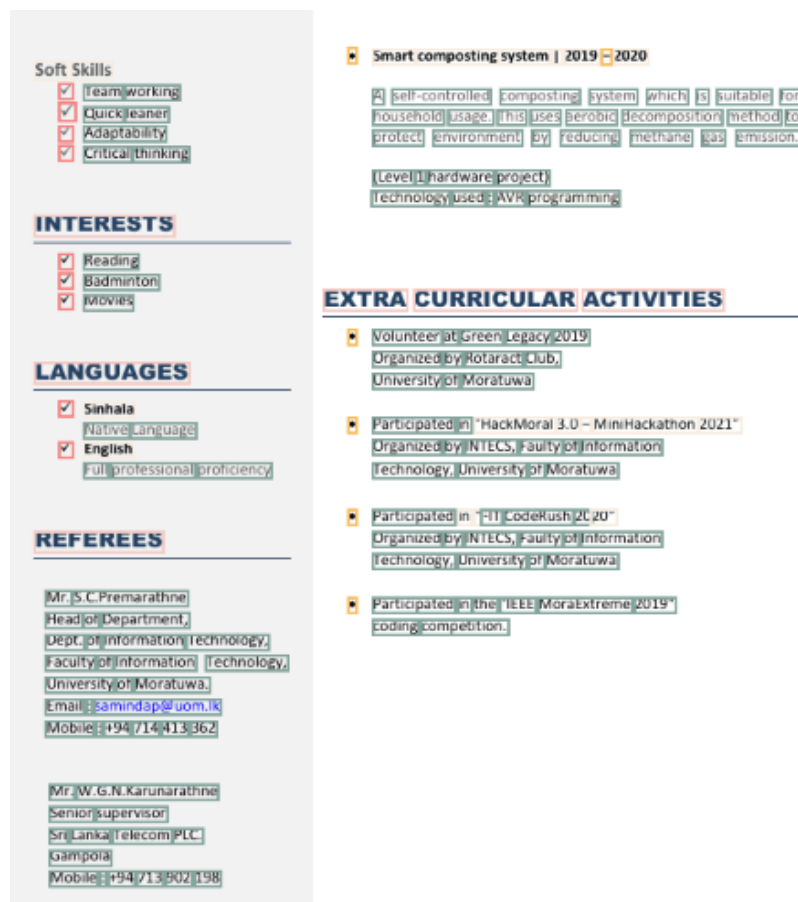 Soft Skills
Team working
Quick leaner
Adaptability
Critical thinking
INTERESTS
Reading
Badminton
Movies
LANGUAGES
Sinhala
Native Language
English
Full professional proficiency
REFEREES
Mr. S.C.Premarathne
Head of Department,
Dept. of Information Technology,
Faculty of Information Technology,
University of Moratuwa.
Email : samindap@uom.lk
Mobile : +94 714 413 362
Mr. W.G.N.Karunarathne
Senior supervisor
Sri Lanka Telecom PLC.
Gampola
Mobile : +94 713 902 198
Smart composting system | 2019 – 2020
A self-controlled composting system which is suitable for
household usage. This uses aerobic decomposition method to
protect environment by reducing methane gas emission.
(Level 1 hardware project)
Technology used : AVR programming
EXTRA CURRICULAR ACTIVITIES
Volunteer at Green Legacy 2019
Organized by Rotaract Club,
University of Moratuwa
Participated in "HackMoral 3.0 – MiniHackathon 2021"
Organized by INTECS, Faulty of Information
Technology, University of Moratuwa
Participated in "-IT CodeRush 2020"
Organized by INTECS, Faulty of Information
Technology, University of Moratuwa
Participated in the "IEEE MoraExtreme 2019"
coding competition.